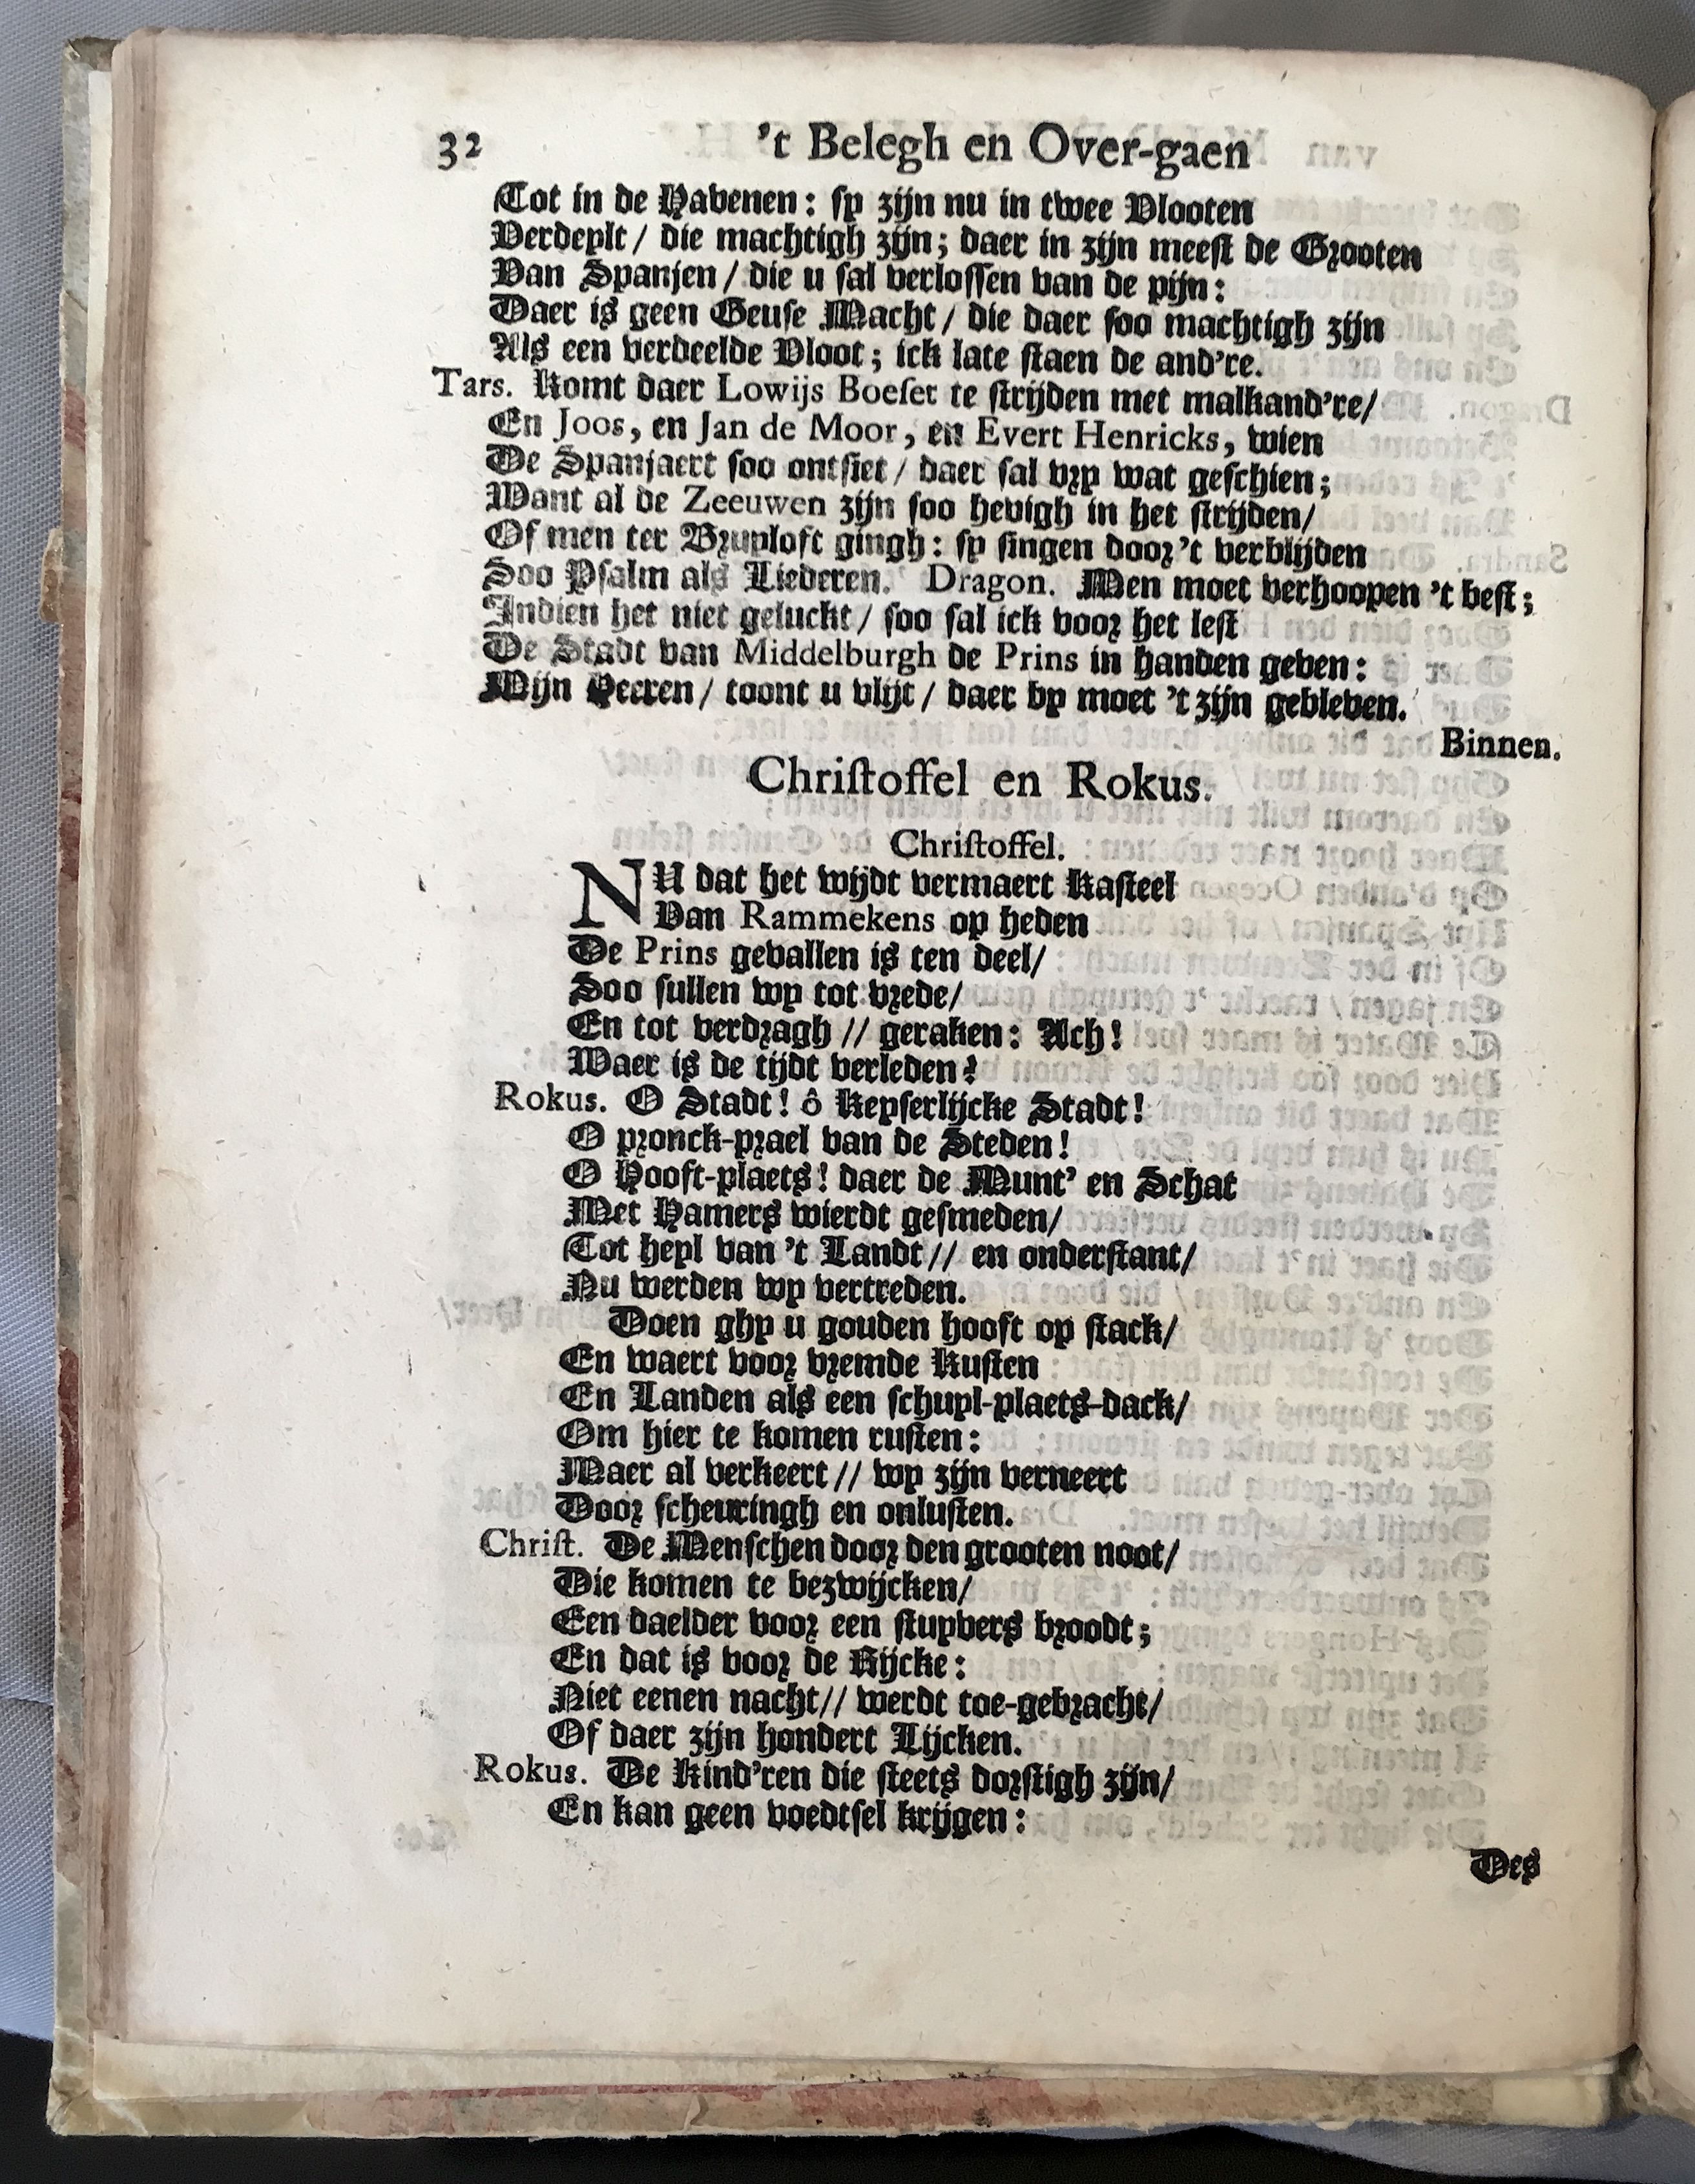 32 't Belegh en Over-gaen
Tot in de Havenen: sy zijn nu in twee Vlooten
Verdeylt / die machtigh zijn; daer in zijn meest de Grooten
Van Spanjen / die u sal verlossen van de pijn:
Daer is geen Geuse Macht / die daer soo machtigh zijn
Als een verdeelde Vloot; ick late staen de and're.
Tars. Komt daer Lowijs Boeset te strijden met malkand're/
En Joos, en Jan de Moor, en Evert Henricks, wien
De Spanjaert soo ontsiet / daer sal vry wat geschien;
Want al de Zeeuwen zijn soo hevigh in het strijden/
Of men ter Bruyloft gingh: sy singen door 't verblijden
Soo Psalm als Liederen. Dragon. Men moet verhoopen 't best;
Indien het niet geluckt / soo sal ick voor het lest
De Stadt van Middelburgh de Prins in handen geven:
Mijn Heeren / toont u vlijt / daer by moet 't zijn gebleven.
Binnen.
Christoffel en Rokus.
Christoffel.
NU dat het wijdt vermaert Kasteel
Van Rammekens op heden
De Prins gevallen is ten deel/
Soo sullen wy tot vrede/
En tot verdragh // geraken: Ach!
Waer is de tijdt verleden?
Rokus. O Stadt! ô Keyserlijcke Stadt!
O pronck-prael van de Steden!
O Hooft-plaets! daer de Munt' en Schat
Met Hamers wierdt gesmeden/
Tot heyl van 't Landt // en onderstant/
Nu werden wy vertreden.
Doen ghy u gouden hooft op stack/
En waert voor vremde Kusten
En Landen als een schuyl-plaets-dack/
Om hier te komen rusten:
Maer al verkeert // wy zijn verneert
Door scheuringh en onlusten.
Christ. De Menschen door den grooten noot/
Die komen te bezwijcken/
Een daelder voor een stuyvers broodt;
En dat is voor de Rijcke:
Niet eenen nacht // werdt toe-gebracht/
Of daer zijn hondert Lijcken.
Rokus. De Kind'ren die steets dorstigh zijn/
En kan geen voedtsel krijgen:
Des